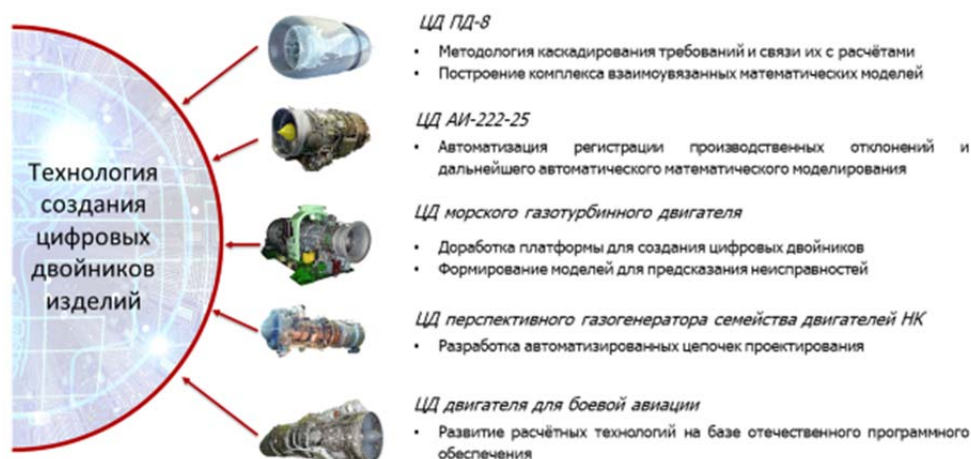 Технология
создания
цифровых
двойников
изделий
ЦД ПД-8
• Методология каскадирования требований и связи их с расчётами
• Построение комплекса взаимоувязанных математических моделей
ЦД АИ-222-25
• Автоматизация регистрации производственных отклонений и
дальнейшего автоматического математического моделирования
ЦД морского газотурбинного двигателя
• Доработка платформы для создания цифровых двойников
• Формирование моделей для предсказания неисправностей
ЦД перспективного газогенератора семейства двигателей НК
• Разработка автоматизированных цепочек проектирования
ЦД двигателя для боевой авиации
• Развитие расчётных технологий на базе отечественного программного
обеспечения